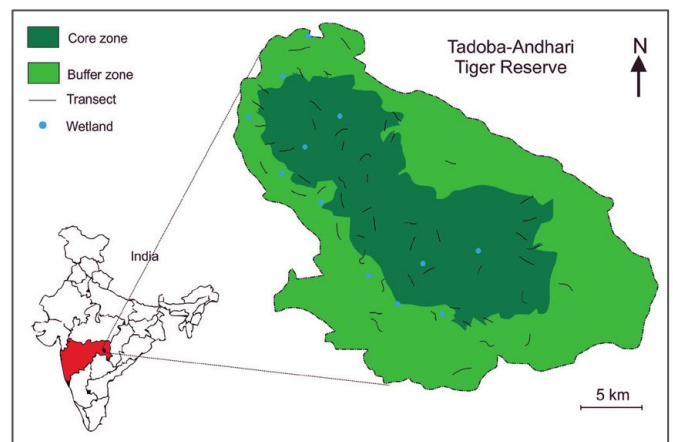 Core zone
Buffer zone
Transect
Wetland
Tadoba-Andhari
Tiger Reserve
N
India
5 km